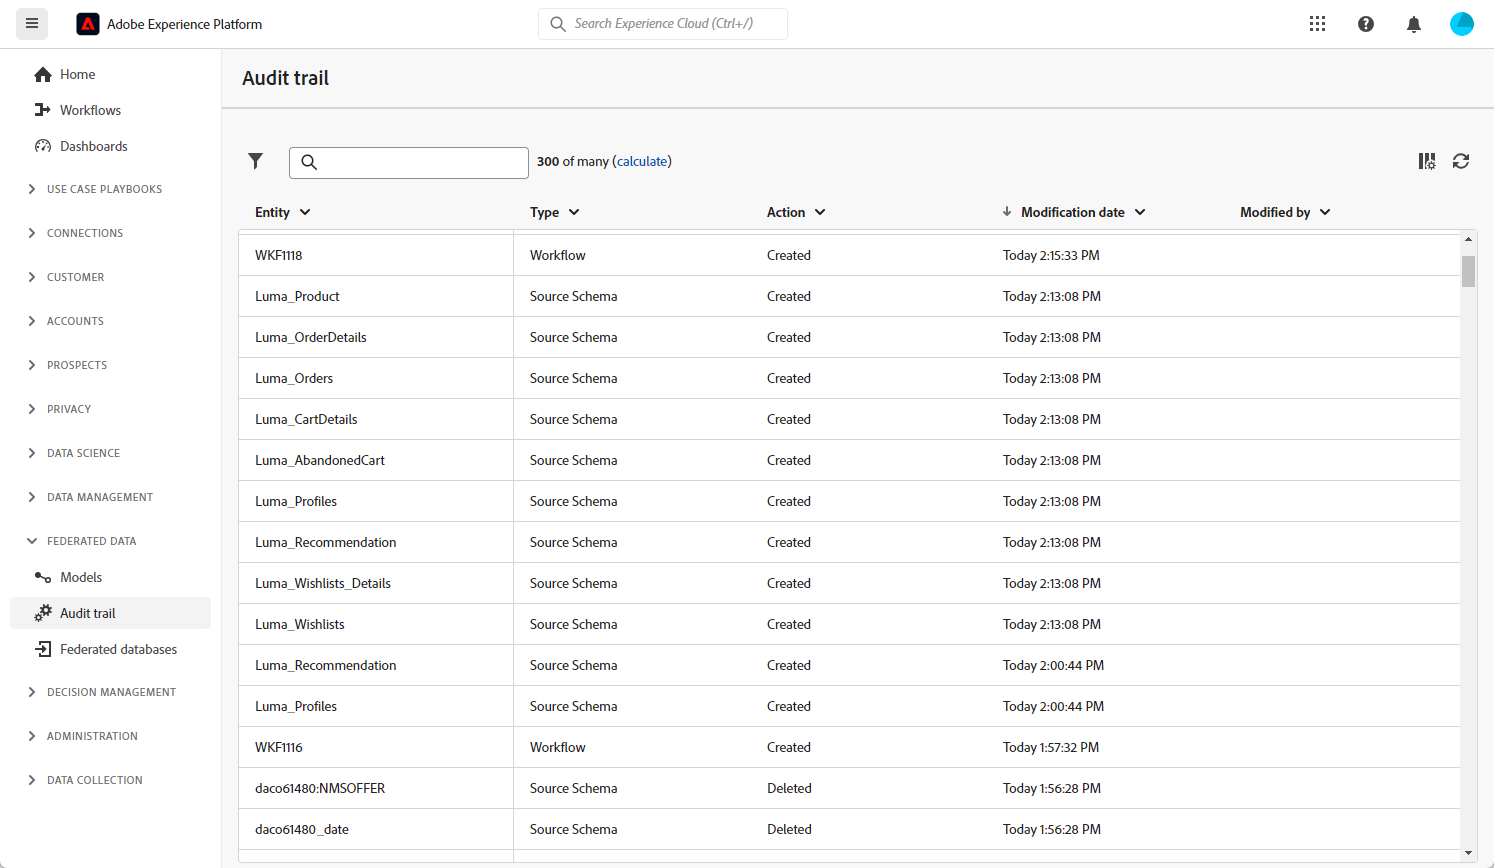 Adobe Experience Platform
Search Experience Cloud (Ctrl+/)
Home
Workflows
Dashboards
USE CASE PLAYBOOKS
CONNECTIONS
CUSTOMER
ACCOUNTS
PROSPECTS
PRIVACY
DATA SCIENCE
DATA MANAGEMENT
FEDERATED DATA
Models
Audit trail
Federated databases
DECISION MANAGEMENT
ADMINISTRATION
DATA COLLECTION
Audit trail
300 of many (calculate)
Entity Type Action Modification date Modified by
WKF1118 Workflow Created Today 2:15:33 PM
Luma_Product Source Schema Created Today 2:13:08 PM
Luma_OrderDetails Source Schema Created Today 2:13:08 PM
Luma_Orders Source Schema Created Today 2:13:08 PM
Luma_CartDetails Source Schema Created Today 2:13:08 PM
Luma_AbandonedCart Source Schema Created Today 2:13:08 PM
Luma_Profiles Source Schema Created Today 2:13:08 PM
Luma_Recommendation Source Schema Created Today 2:13:08 PM
Luma_Wishlists_Details Source Schema Created Today 2:13:08 PM
Luma_Wishlists Source Schema Created Today 2:13:08 PM
Luma_Recommendation Source Schema Created Today 2:00:44 PM
Luma_Profiles Source Schema Created Today 2:00:44 PM
WKF1116 Workflow Created Today 1:57:32 PM
daco61480:NMSOFFER Source Schema Deleted Today 1:56:28 PM
daco61480_date Source Schema Deleted Today 1:56:28 PM